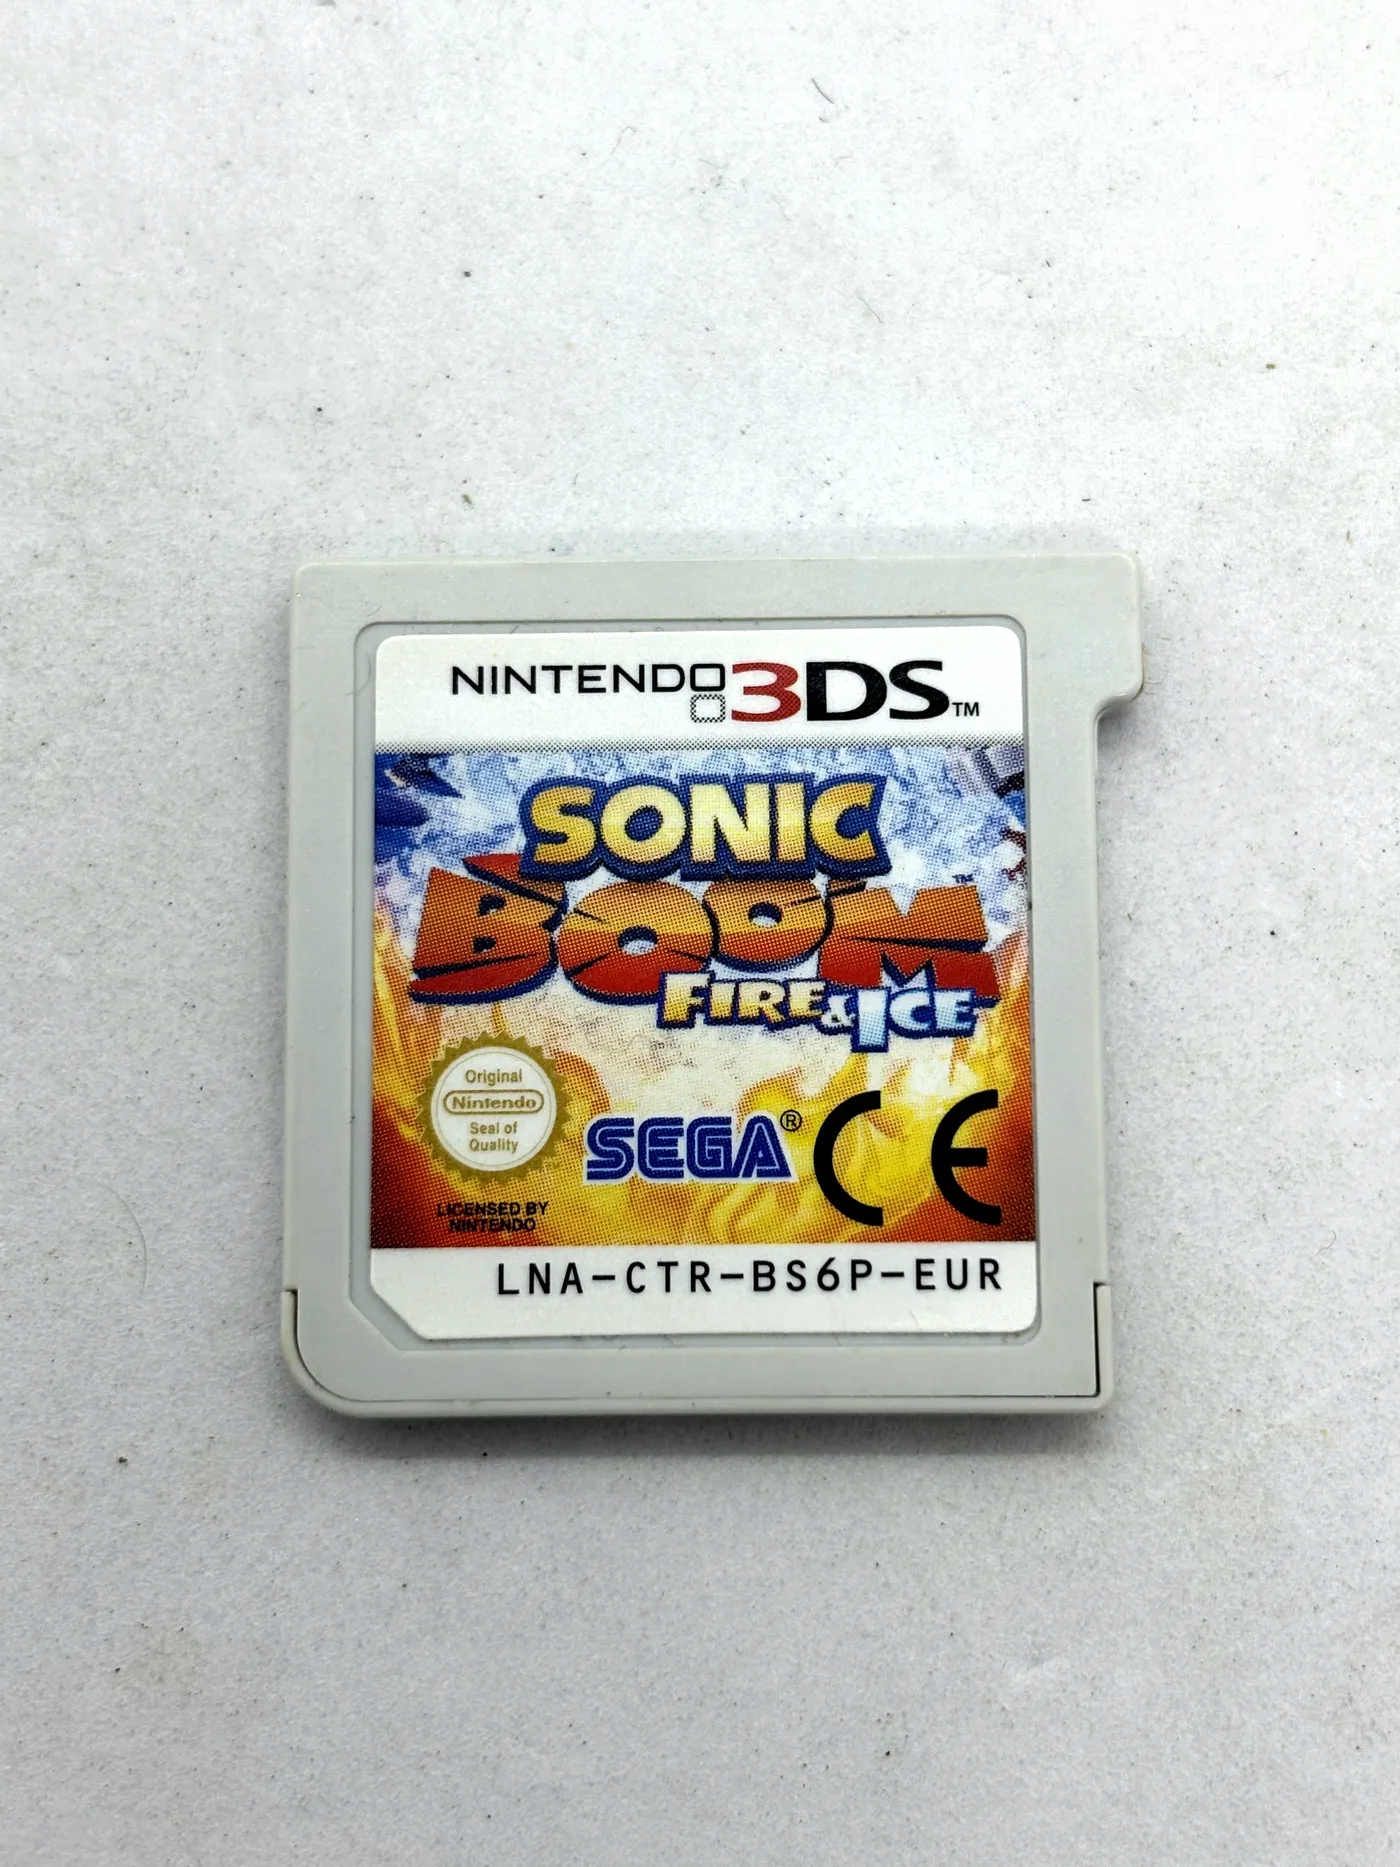 NINTENDO 3DS™
SONIC
BOOM™
FIRE & ICE
Original
Nintendo
Seal of
Quality
SEGA®
CE
LICENSED BY
NINTENDO
LNA-CTR-BS6P-EUR